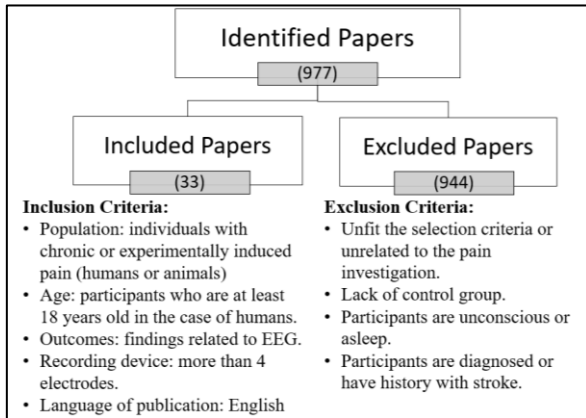 Identified Papers
(977)
Included Papers
(33)
Inclusion Criteria:
• Population: individuals with
chronic or experimentally induced
pain (humans or animals)
• Age: participants who are at least
18 years old in the case of humans.
• Outcomes: findings related to EEG.
• Recording device: more than 4
electrodes.
• Language of publication: English
Excluded Papers
(944)
Exclusion Criteria:
• Unfit the selection criteria or
unrelated to the pain
investigation.
• Lack of control group.
• Participants are unconscious or
asleep.
• Participants are diagnosed or
have history with stroke.